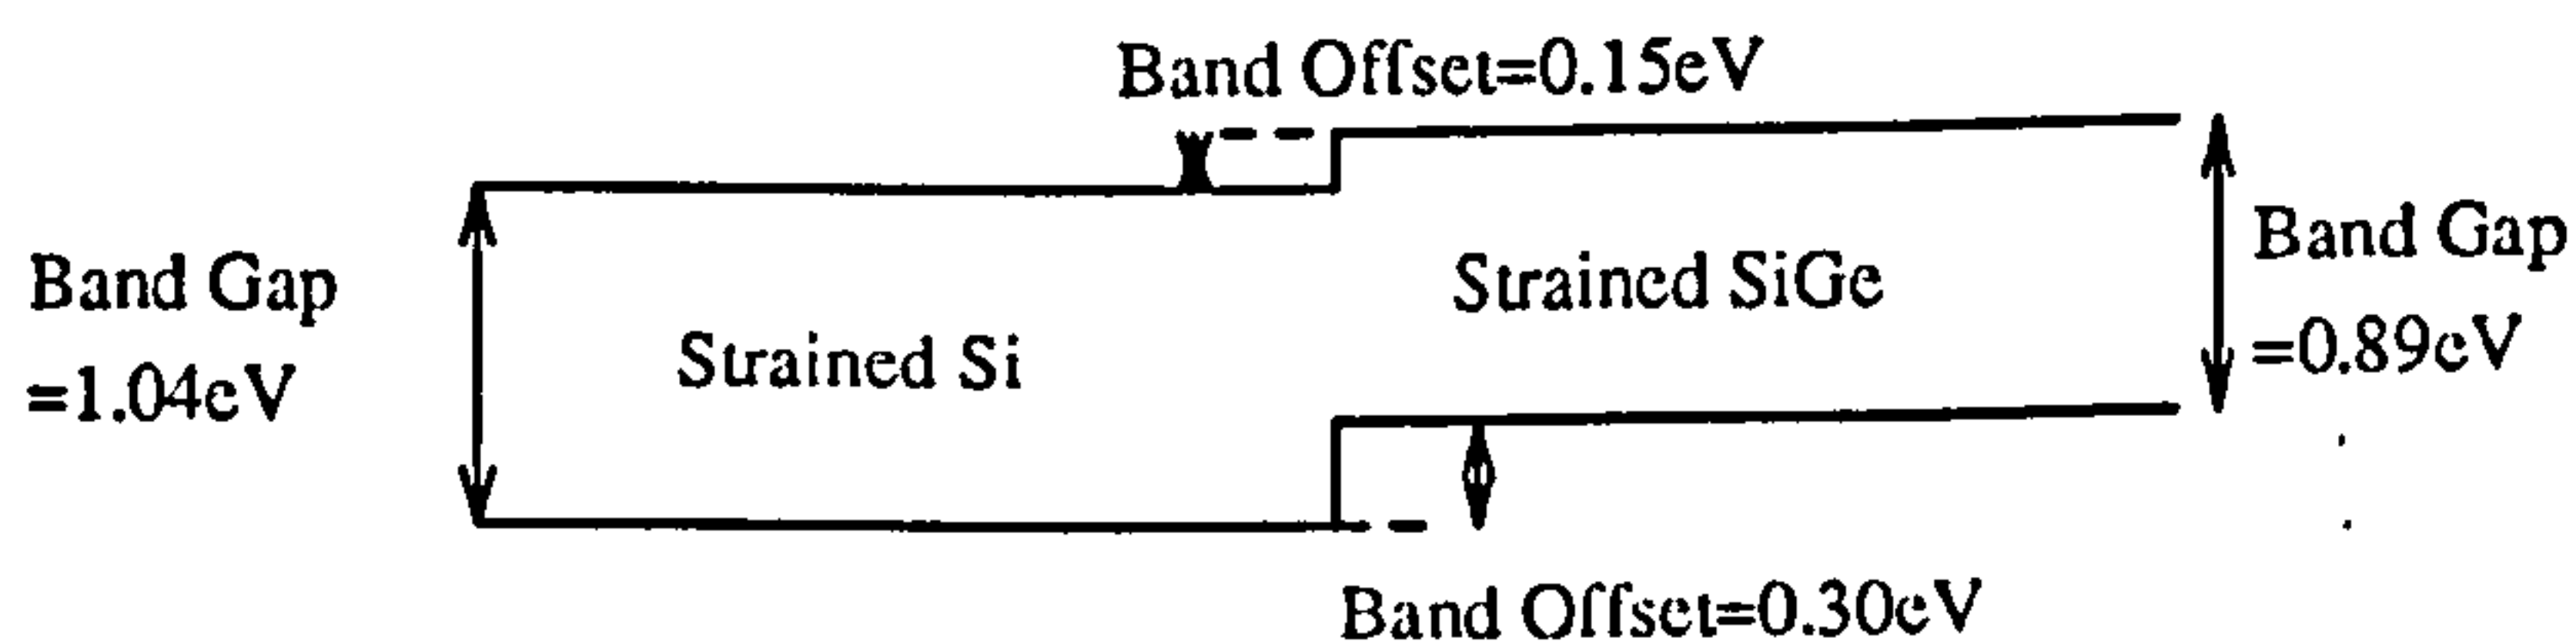 Band Offset=0.15eV
Band Gap
=1.04eV
Strained Si
Strained SiGe
Band Gap
=0.89eV
Band Offset=0.30eV